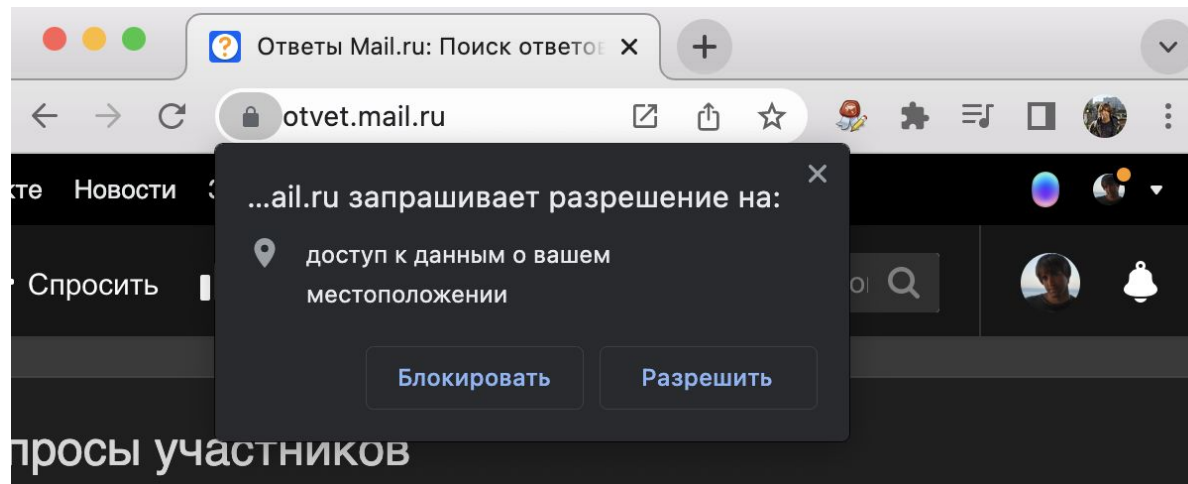 Ответы Mail.ru: Поиск ответов
otvet.mail.ru
кте Новости
...ail.ru запрашивает разрешение на:
доступ к данным о вашем
местоположении
Спросить
Блокировать Разрешить
просы участников